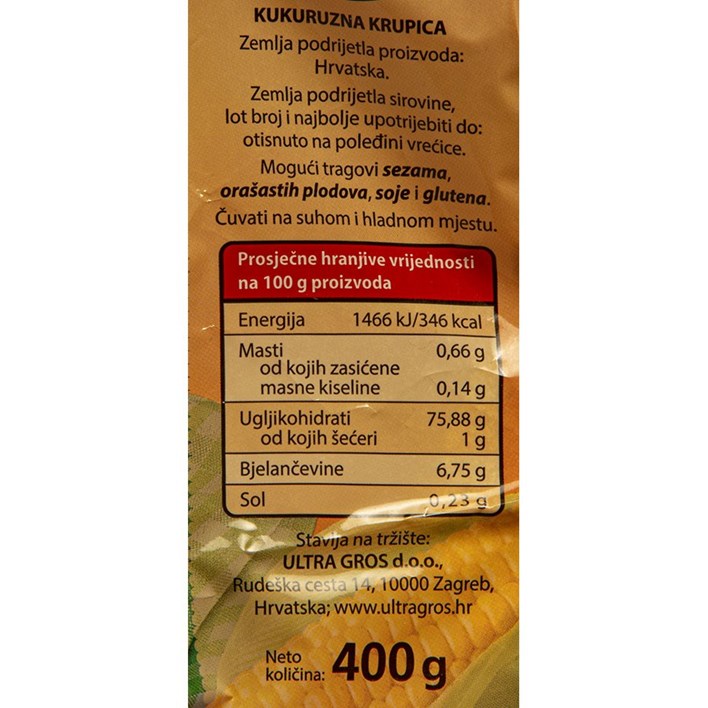 KUKURUZNA KRUPICA
Zemlja podrijetla proizvoda:
Hrvatska.
Zemlja podrijetla sirovine,
lot broj i najbolje upotrijebiti do:
otisnuto na poleđini vrećice.
Mogući tragovi sezama,
orašastih plodova, soje i glutena.
Čuvati na suhom i hladnom mjestu.
Prosječne hranjive vrijednosti
na 100 g proizvoda
Energija 1466 kJ/346 kcal
Masti 0,66 g
od kojih zasićene
masne kiseline 0,14 g
Ugljikohidrati 75,88 g
od kojih šećeri 1 g
Bjelančevine 6,75 g
Sol 0,23 g
Stavlja na tržište:
ULTRA GROS d.o.o.,
Rudeška cesta 14, 10000 Zagreb,
Hrvatska; www.ultragros.hr
Neto
količina: 400 g